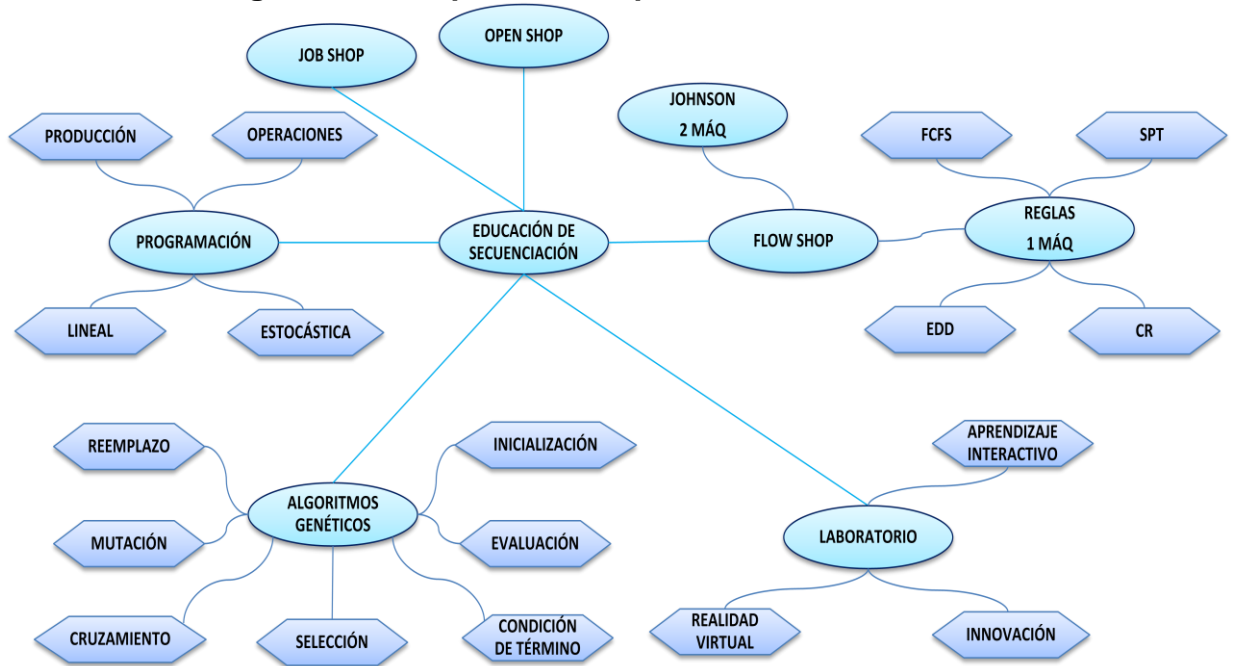 OPEN SHOP
JOB SHOP
JOHNSON
2 MÁQ
PRODUCCIÓN
OPERACIONES
FCFS
SPT
PROGRAMACIÓN
EDUCACIÓN DE
SECUENCIACIÓN
FLOW SHOP
REGLAS
1 MÁQ
LINEAL
ESTOCÁSTICA
EDD
CR
REEMPLAZO
INICIALIZACIÓN
APRENDIZAJE
INTERACTIVO
ALGORITMOS
GENÉTICOS
MUTACIÓN
EVALUACIÓN
LABORATORIO
CRUZAMIENTO
SELECCIÓN
CONDICIÓN
DE TÉRMINO
REALIDAD
VIRTUAL
INNOVACIÓN